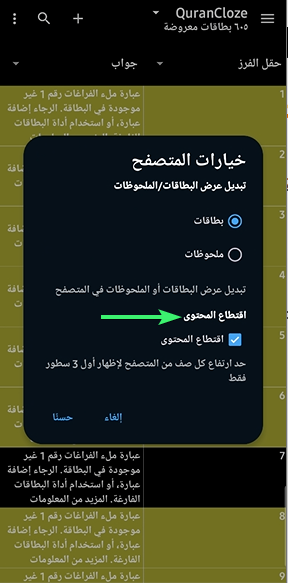 QuranCloze
٦٠٥ بطاقات معروضة
حقل الفرز
جواب
1
عبارة ملء الفراغات رقم 1 غير
موجودة في البطاقة. الرجاء إضافة
عبارة، أو استخدام أداة البطاقات
2
3
4
5
5
خيارات المتصفح
تبديل عرض البطاقات/الملحوظات
بطاقات
ملحوظات
تبديل عرض البطاقات أو الملحوظات في المتصفح
اقتطاع المحتوى
اقتطاع المحتوى
حد ارتفاع كل صف من المتصفح لإظهار أول 3 سطور
فقط
إلغاء
حسنًا
7
عبارة ملء الفراغات رقم 1 غير
موجودة في البطاقة. الرجاء إضافة
عبارة، أو استخدام أداة البطاقات
الفارغة. المزيد من المعلومات
8
عبارة ملء الفراغات رقم 1 غير
موجودة في البطاقة. الرجاء إضافة
عبارة، أو استخدام أداة البطاقات
الفارغة. المزيد من المعلومات
9
عبارة ملء الفراغات رقم 1 غير